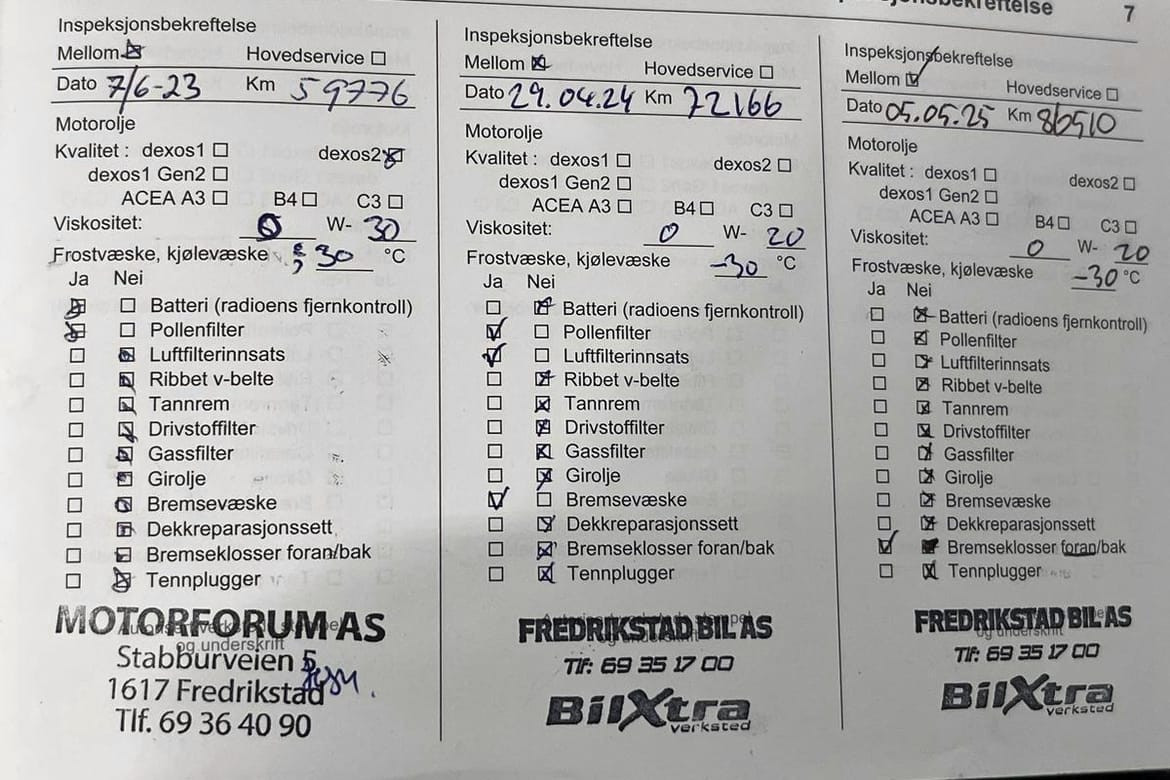 bekreftelse 7
Inspeksjonsbekreftelse
Mellom ☒ Hovedservice ☐
Dato 7/6-23 Km 59776
Motorolje
Kvalitet : dexos1 ☐ dexos2 ☒
dexos1 Gen2 ☐
ACEA A3 ☐ B4 ☐ C3 ☐
Viskositet: 0 W- 30
Frostvæske, kjølevæske 30 °C
Ja Nei
☒ ☐ Batteri (radioens fjernkontroll)
☒ ☐ Pollenfilter
☐ ☒ Luftfilterinnsats
☐ ☒ Ribbet v-belte
☐ ☒ Tannrem
☐ ☒ Drivstoffilter
☐ ☒ Gassfilter
☐ ☒ Girolje
☐ ☒ Bremsevæske
☐ ☒ Dekkreparasjonssett
☐ ☒ Bremseklosser foran/bak
☐ ☒ Tennplugger
MOTORFORUM AS
og underskrift
Stabburveien 5
1617 Fredrikstad
Tlf. 69 36 40 90
Inspeksjonsbekreftelse
Mellom ☒ Hovedservice ☐
Dato 29.04.24 Km 72166
Motorolje
Kvalitet : dexos1 ☐ dexos2 ☐
dexos1 Gen2 ☐
ACEA A3 ☐ B4 ☐ C3 ☐
Viskositet: 0 W- 20
Frostvæske, kjølevæske -30 °C
Ja Nei
☐ ☒ Batteri (radioens fjernkontroll)
☑ ☐ Pollenfilter
☑ ☐ Luftfilterinnsats
☐ ☒ Ribbet v-belte
☐ ☒ Tannrem
☐ ☒ Drivstoffilter
☐ ☒ Gassfilter
☐ ☒ Girolje
☑ ☐ Bremsevæske
☐ ☒ Dekkreparasjonssett
☐ ☒ Bremseklosser foran/bak
☐ ☒ Tennplugger
FREDRIKSTAD BIL AS
Tlf: 69 35 17 00
BilXtra
verksted
Inspeksjonsbekreftelse
Mellom ☑ Hovedservice ☐
Dato 05.05.25 Km 86510
Motorolje
Kvalitet : dexos1 ☐ dexos2 ☐
dexos1 Gen2 ☐
ACEA A3 ☐ B4 ☐ C3 ☐
Viskositet: 0 W- 20
Frostvæske, kjølevæske -30 °C
Ja Nei
☐ ☒ Batteri (radioens fjernkontroll)
☐ ☒ Pollenfilter
☐ ☒ Luftfilterinnsats
☐ ☒ Ribbet v-belte
☐ ☒ Tannrem
☐ ☒ Drivstoffilter
☐ ☒ Gassfilter
☐ ☒ Girolje
☐ ☒ Bremsevæske
☐ ☒ Dekkreparasjonssett
☑ ■ Bremseklosser foran/bak
☐ ☒ Tennplugger
FREDRIKSTAD BIL AS
og underskrift
Tlf: 69 35 17 00
BilXtra
verksted